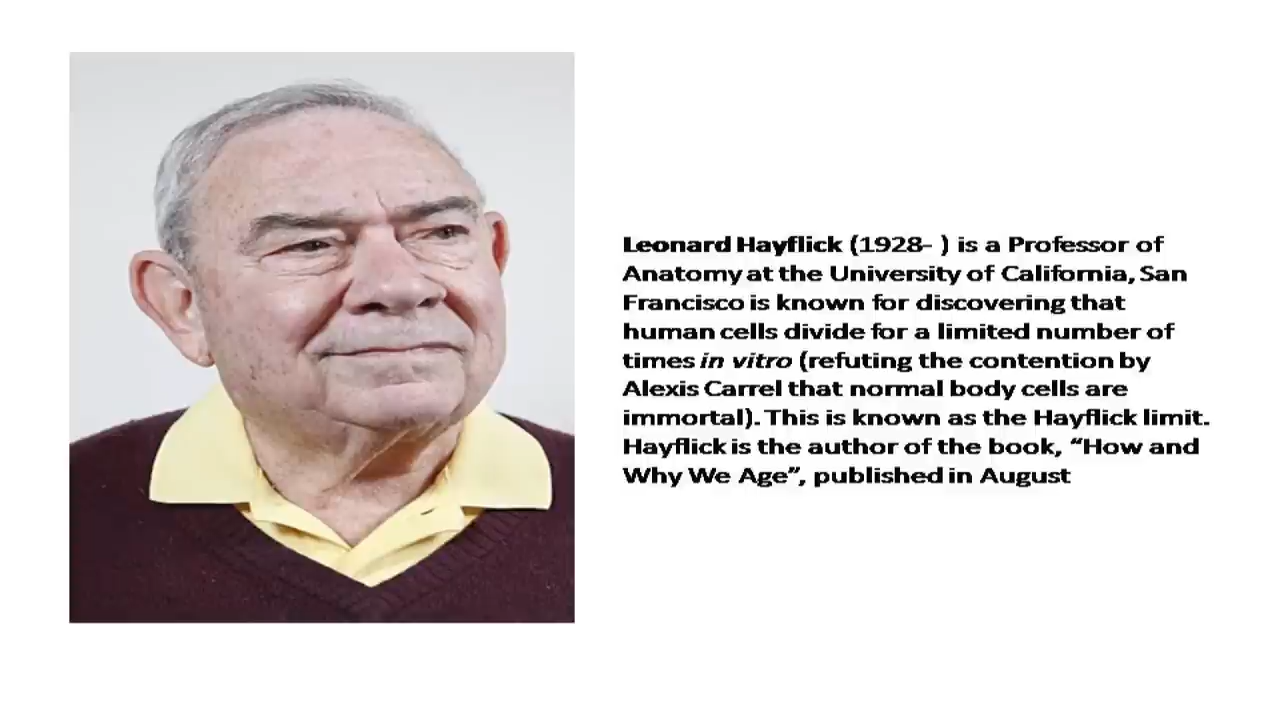 Leonard Hayflick (1928- ) is a Professor of
Anatomy at the University of California, San
Francisco is known for discovering that
human cells divide for a limited number of
times in vitro (refuting the contention by
Alexis Carrel that normal body cells are
immortal). This is known as the Hayflick limit.
Hayflick is the author of the book, “How and
Why We Age”, published in August